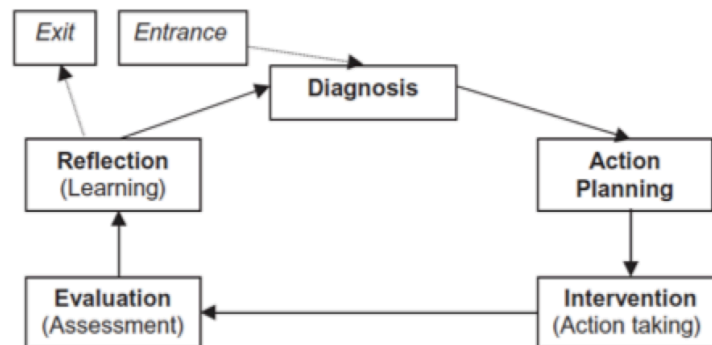 Exit
Entrance
Diagnosis
Reflection
(Learning)
Action
Planning
Evaluation
(Assessment)
Intervention
(Action taking)